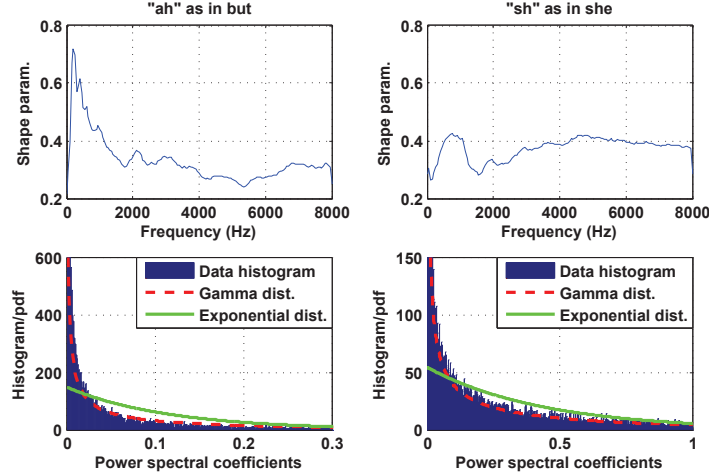 "ah" as in but
0.8
0.6
0.4
0.2
Shape param.
0 2000 4000 6000 8000
Frequency (Hz)
"sh" as in she
0.8
0.6
0.4
0.2
Shape param.
0 2000 4000 6000 8000
Frequency (Hz)
600
400
200
0
Histogram/pdf
Data histogram
Gamma dist.
Exponential dist.
0 0.1 0.2 0.3
Power spectral coefficients
150
100
50
0
Histogram/pdf
Data histogram
Gamma dist.
Exponential dist.
0 0.5 1
Power spectral coefficients